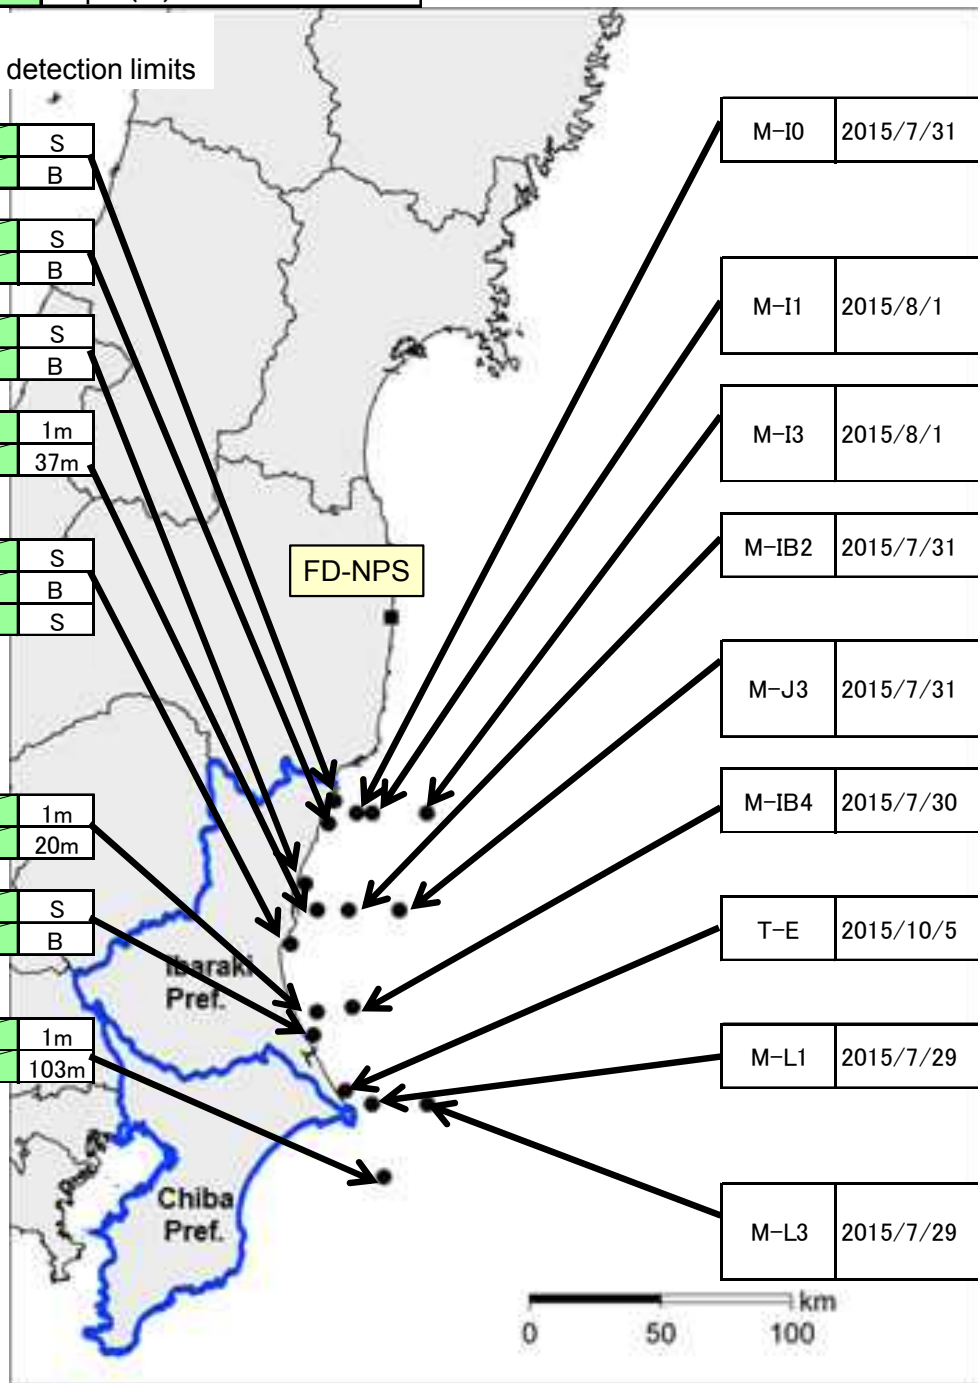 detection limits
S
B
S
B
S
B
1m
37m
S
B
S
1m
20m
S
B
1m
103m
M-I0 2015/7/31
M-I1 2015/8/1
M-I3 2015/8/1
M-IB2 2015/7/31
M-J3 2015/7/31
M-IB4 2015/7/30
T-E 2015/10/5
M-L1 2015/7/29
M-L3 2015/7/29
FD-NPS
Ibaraki
Pref.
Chiba
Pref.
km
0 50 100